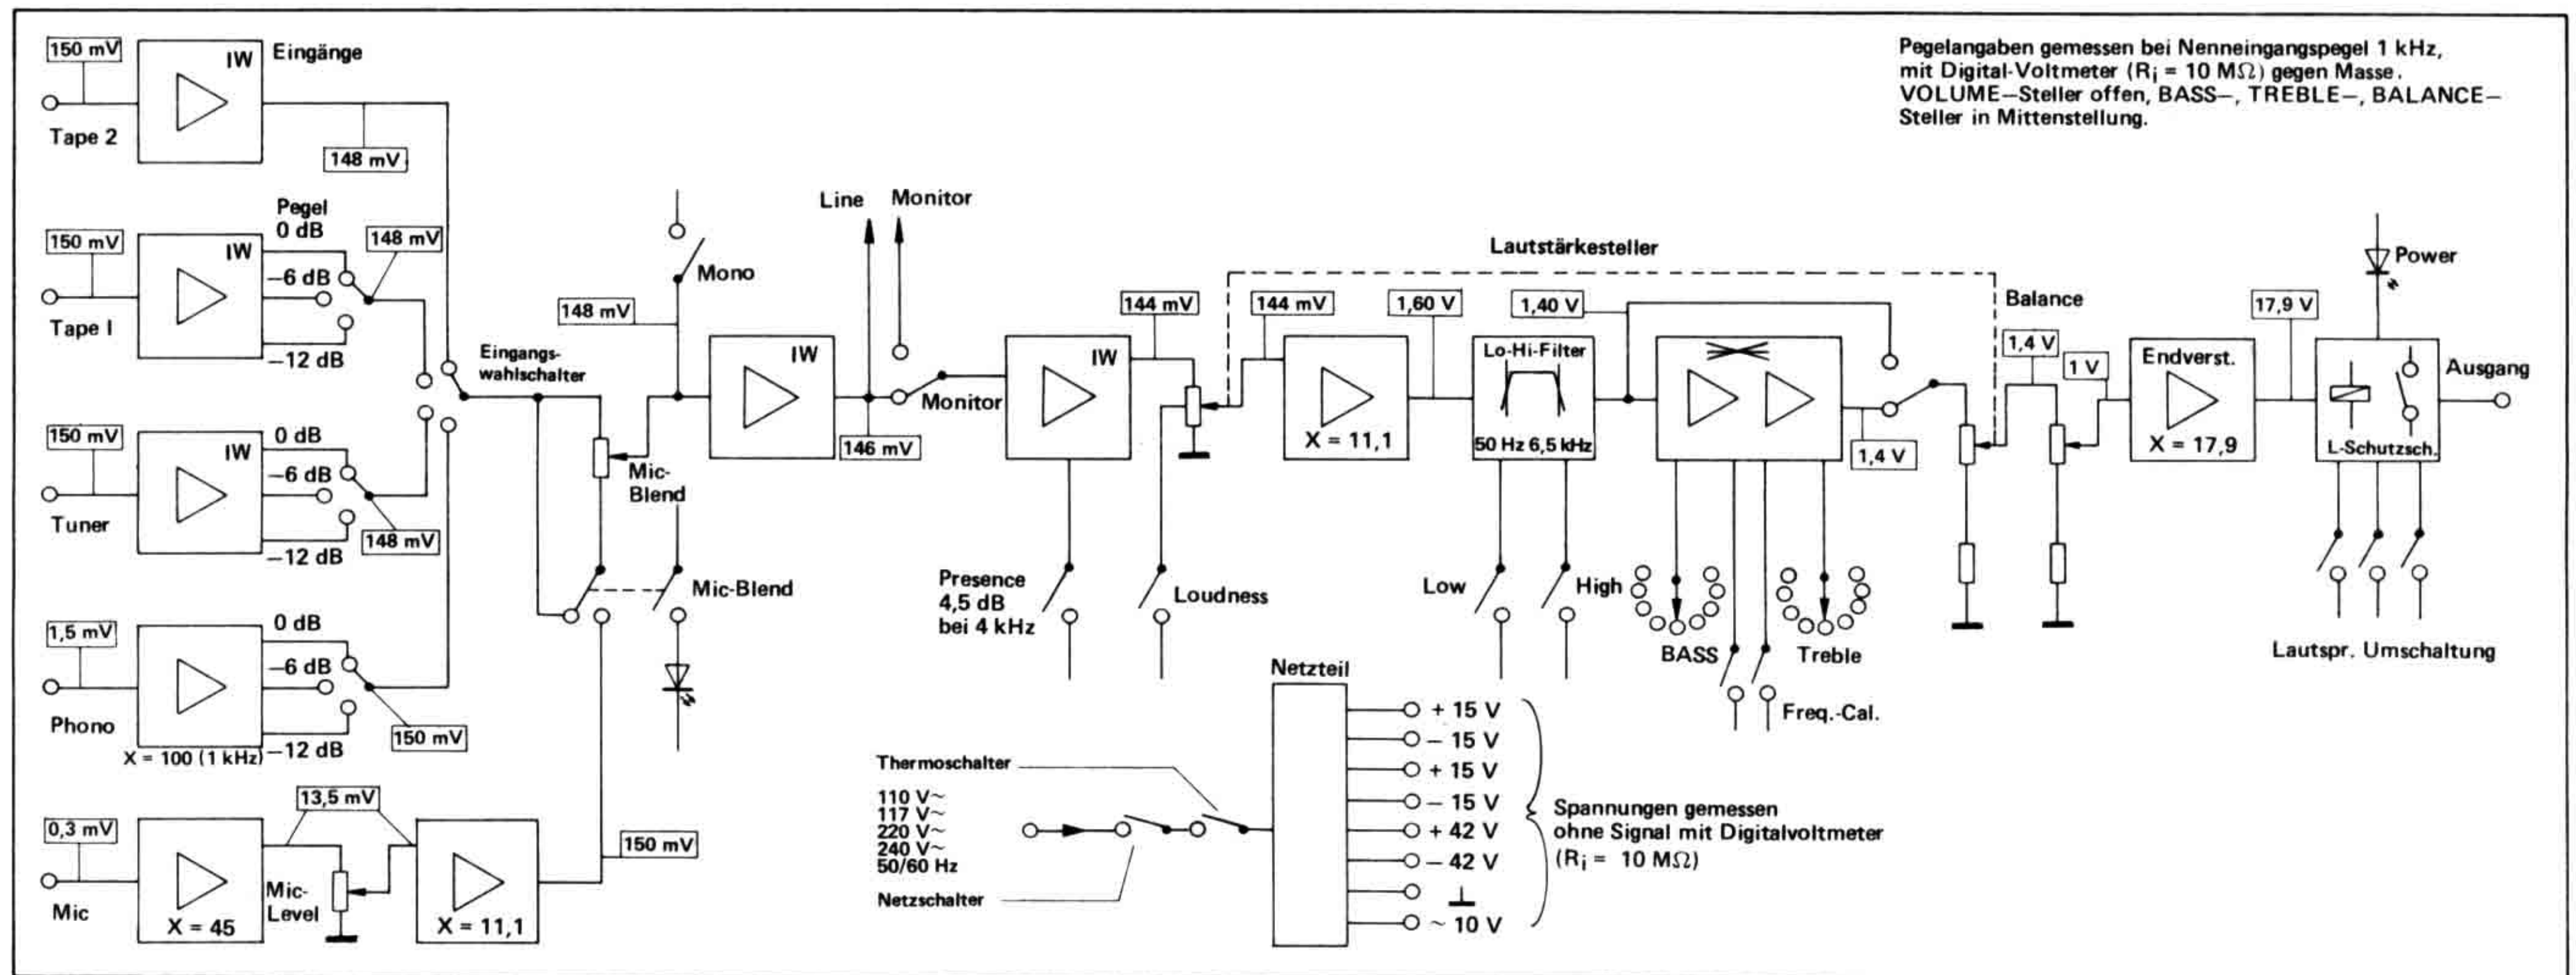 150 mV
IW
Eingänge
Tape 2
148 mV
Pegelangaben gemessen bei Nenneingangspegel 1 kHz,
mit Digital-Voltmeter (Ri = 10 MΩ) gegen Masse.
VOLUME—Steller offen, BASS—, TREBLE—, BALANCE—
Steller in Mittenstellung.
150 mV
IW
Pegel
0 dB
—6 dB
—12 dB
148 mV
Tape I
150 mV
IW
0 dB
—6 dB
—12 dB
148 mV
Tuner
1,5 mV
0 dB
—6 dB
—12 dB
150 mV
Phono
X = 100 (1 kHz)
0,3 mV
Mic
X = 45
13,5 mV
Mic-
Level
X = 11,1
150 mV
Eingangs-
wahlschalter
Mic-
Blend
Mic-Blend
Mono
148 mV
IW
Line
Monitor
146 mV
Monitor
IW
144 mV
Presence
4,5 dB
bei 4 kHz
Loudness
Lautstärkesteller
144 mV
X = 11,1
1,60 V
Lo-Hi-Filter
50 Hz 6,5 kHz
Low
High
1,40 V
BASS
Treble
Freq.-Cal.
1,4 V
Balance
1,4 V
1 V
Endverst.
X = 17,9
17,9 V
Power
L-Schutzsch.
Ausgang
Lautspr. Umschaltung
Netzteil
Thermoschalter
110 V~
117 V~
220 V~
240 V~
50/60 Hz
Netzschalter
+ 15 V
— 15 V
+ 15 V
— 15 V
+ 42 V
— 42 V
⊥
~ 10 V
Spannungen gemessen
ohne Signal mit Digitalvoltmeter
(Ri = 10 MΩ)